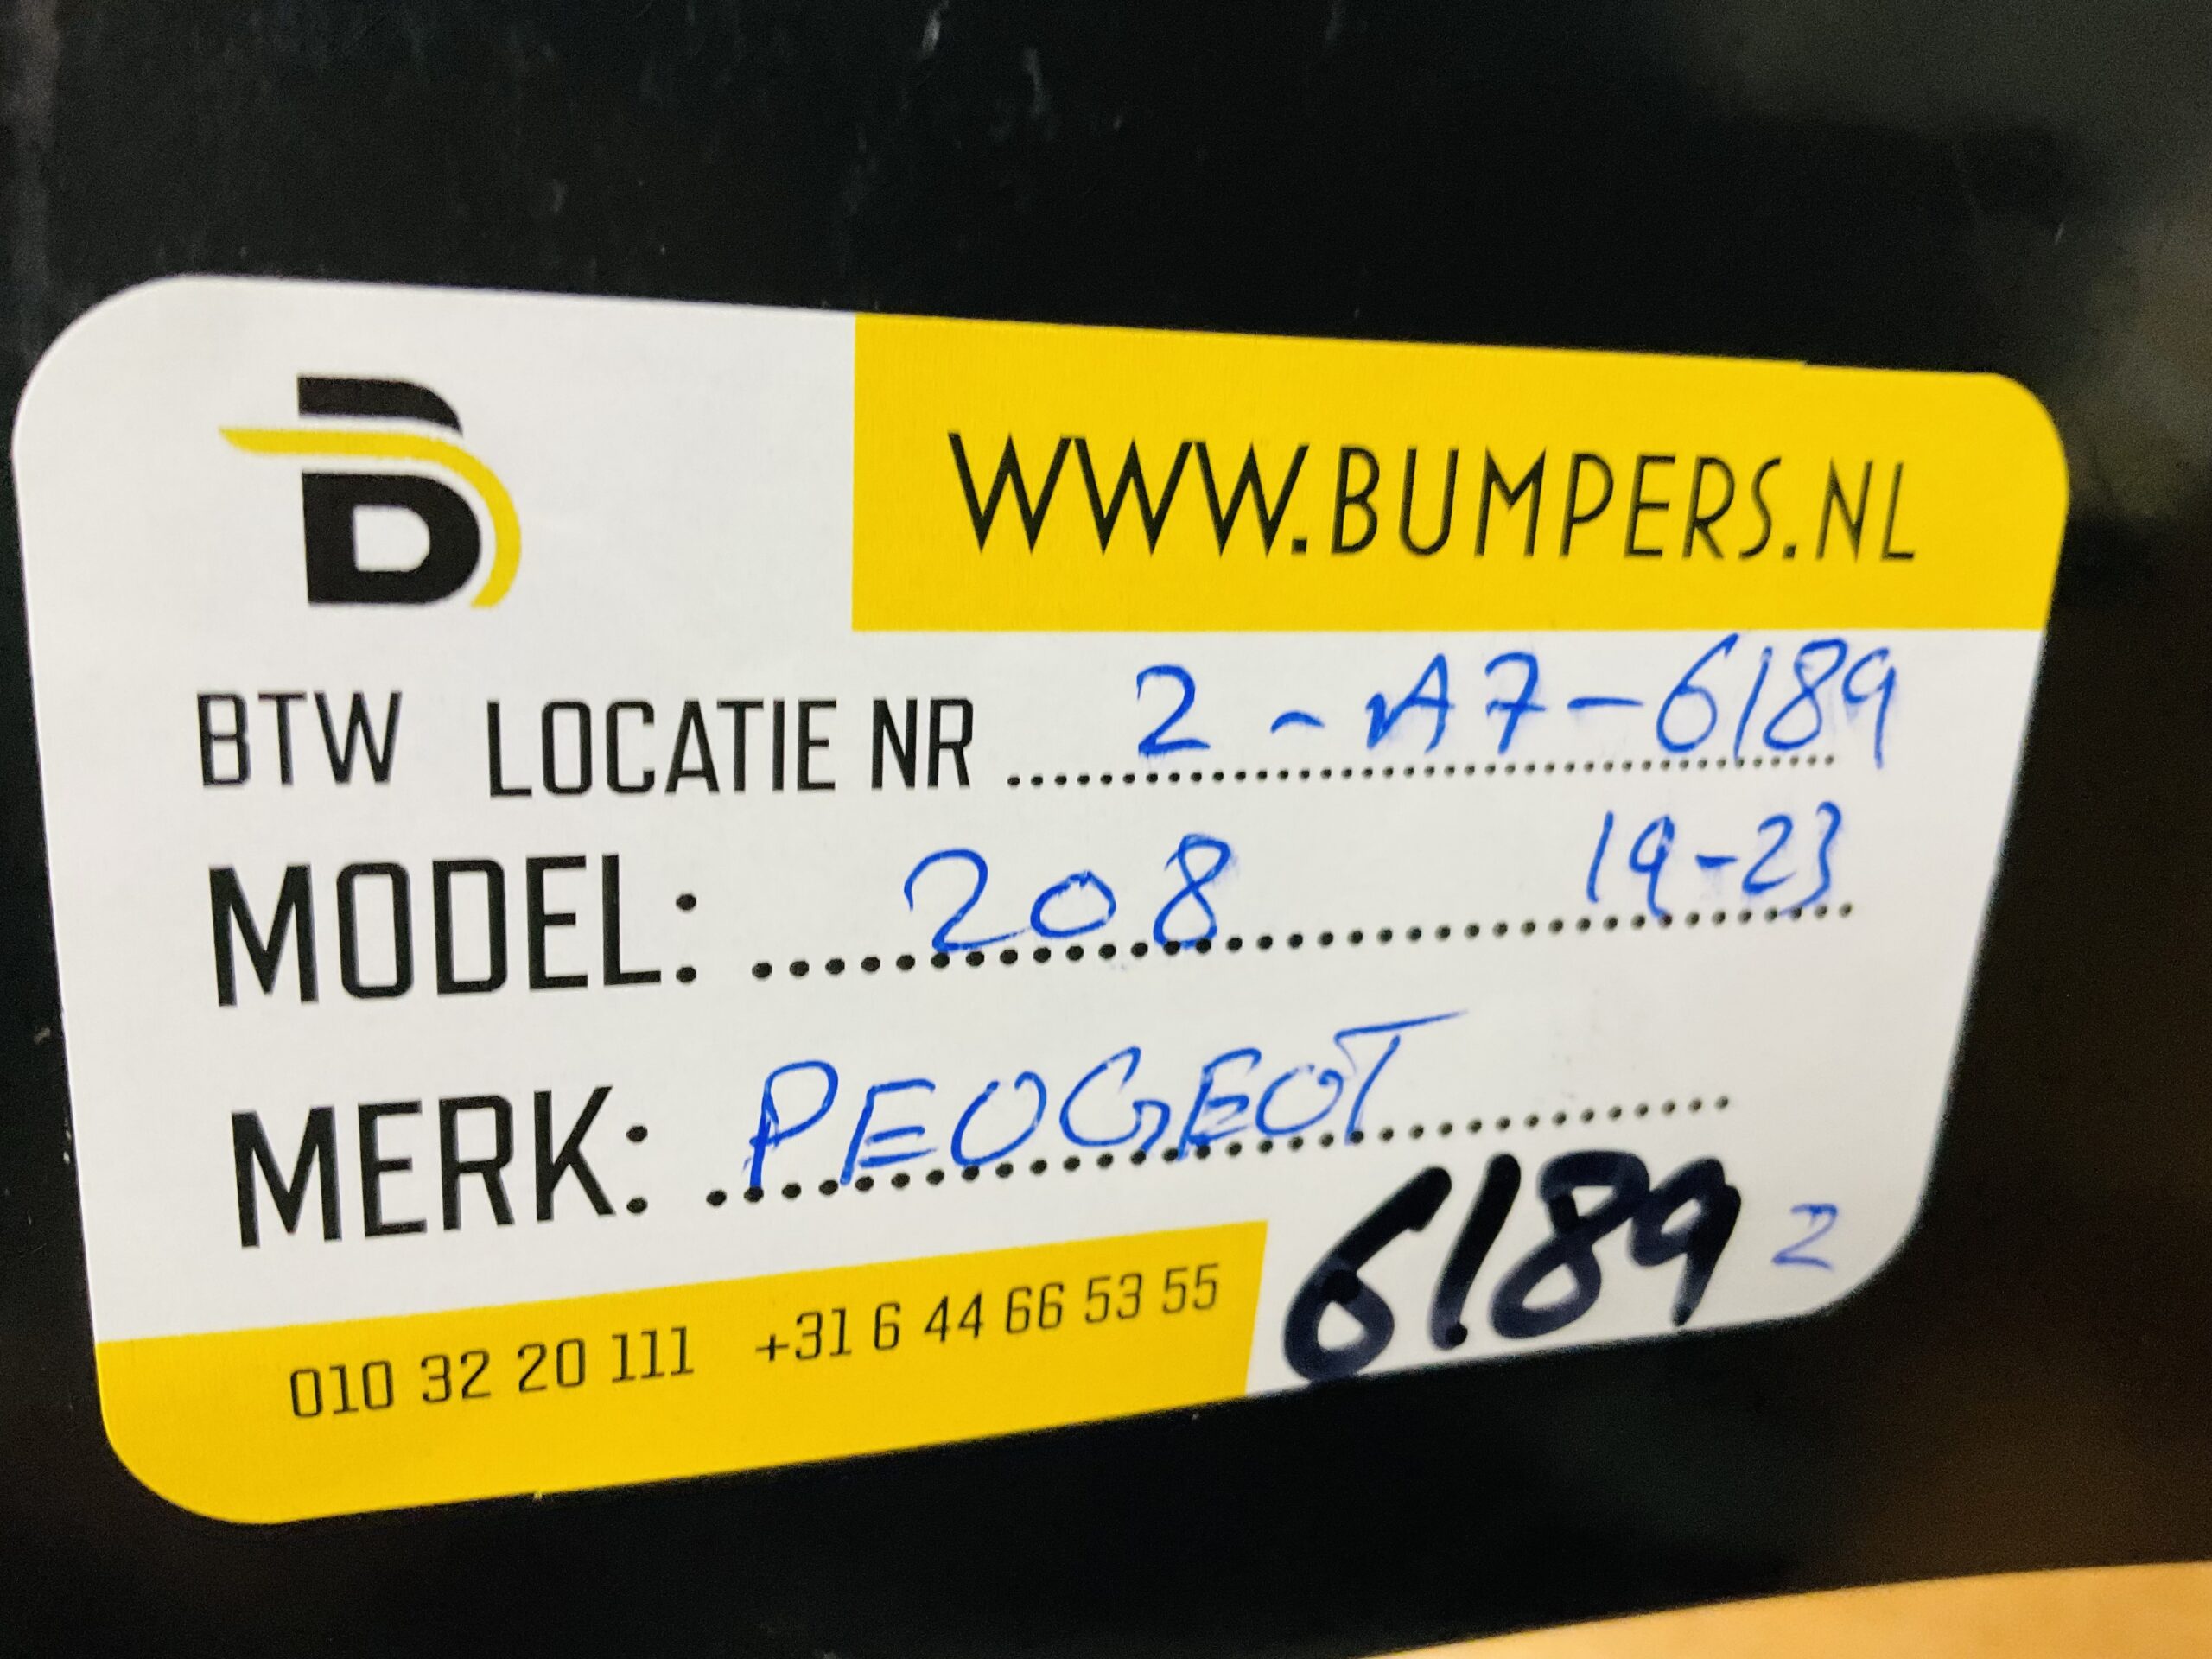 B
WWW.BUMPERS.NL
BTW LOCATIE NR 2-A7-6189
MODEL: 208 19-23
MERK: PEOGEOT
6189 2
010 32 20 111 +31 6 44 66 53 55